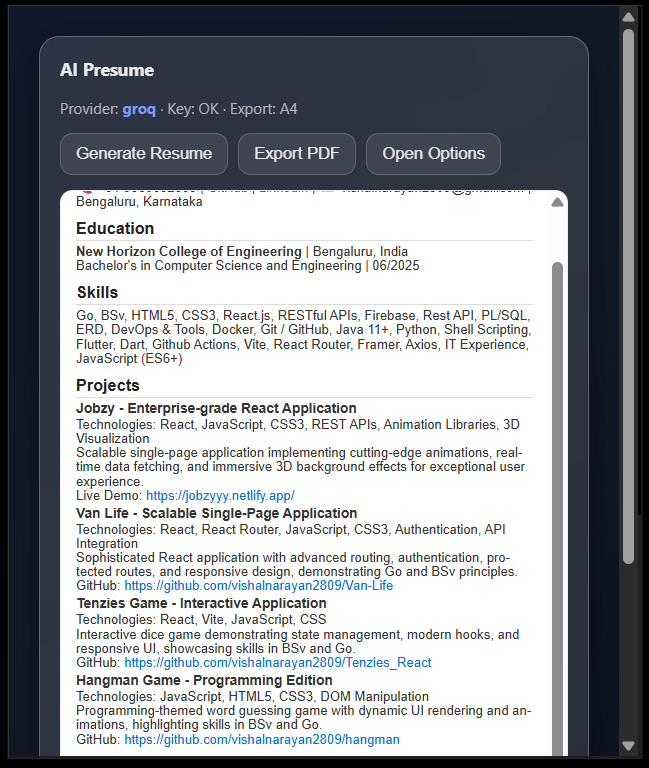 AI Presume
Provider: groq · Key: OK · Export: A4
Generate Resume
Export PDF
Open Options
Bengaluru, Karnataka
Education
New Horizon College of Engineering | Bengaluru, India
Bachelor's in Computer Science and Engineering | 06/2025
Skills
Go, BSv, HTML5, CSS3, React.js, RESTful APIs, Firebase, Rest API, PL/SQL,
ERD, DevOps & Tools, Docker, Git / GitHub, Java 11+, Python, Shell Scripting,
Flutter, Dart, Github Actions, Vite, React Router, Framer, Axios, IT Experience,
JavaScript (ES6+)
Projects
Jobzy - Enterprise-grade React Application
Technologies: React, JavaScript, CSS3, REST APIs, Animation Libraries, 3D
Visualization
Scalable single-page application implementing cutting-edge animations, real-
time data fetching, and immersive 3D background effects for exceptional user
experience.
Live Demo: https://jobzyyy.netlify.app/
Van Life - Scalable Single-Page Application
Technologies: React, React Router, JavaScript, CSS3, Authentication, API
Integration
Sophisticated React application with advanced routing, authentication, pro-
tected routes, and responsive design, demonstrating Go and BSv principles.
GitHub: https://github.com/vishalnarayan2809/Van-Life
Tenzies Game - Interactive Application
Technologies: React, Vite, JavaScript, CSS
Interactive dice game demonstrating state management, modern hooks, and
responsive UI, showcasing skills in BSv and Go.
GitHub: https://github.com/vishalnarayan2809/Tenzies_React
Hangman Game - Programming Edition
Technologies: JavaScript, HTML5, CSS3, DOM Manipulation
Programming-themed word guessing game with dynamic UI rendering and an-
imations, highlighting skills in BSv and Go.
GitHub: https://github.com/vishalnarayan2809/hangman